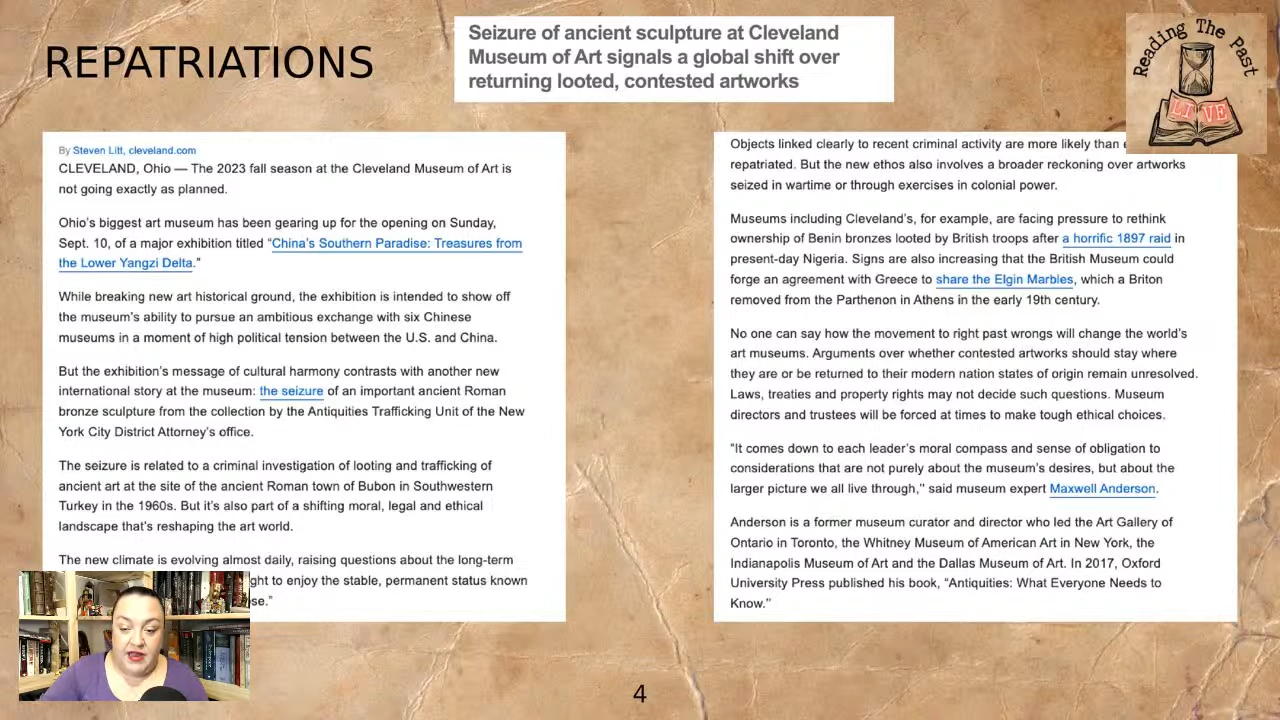 REPATRIATIONS
Seizure of ancient sculpture at Cleveland
Museum of Art signals a global shift over
returning looted, contested artworks
Reading The Past
LIVE
By Steven Litt, cleveland.com
CLEVELAND, Ohio — The 2023 fall season at the Cleveland Museum of Art is
not going exactly as planned.
Ohio’s biggest art museum has been gearing up for the opening on Sunday,
Sept. 10, of a major exhibition titled “China’s Southern Paradise: Treasures from
the Lower Yangzi Delta.”
While breaking new art historical ground, the exhibition is intended to show off
the museum’s ability to pursue an ambitious exchange with six Chinese
museums in a moment of high political tension between the U.S. and China.
But the exhibition’s message of cultural harmony contrasts with another new
international story at the museum: the seizure of an important ancient Roman
bronze sculpture from the collection by the Antiquities Trafficking Unit of the New
York City District Attorney’s office.
The seizure is related to a criminal investigation of looting and trafficking of
ancient art at the site of the ancient Roman town of Bubon in Southwestern
Turkey in the 1960s. But it’s also part of a shifting moral, legal and ethical
landscape that’s reshaping the art world.
The new climate is evolving almost daily, raising questions about the long-term
to enjoy the stable, permanent status known
Objects linked clearly to recent criminal activity are more likely than
repatriated. But the new ethos also involves a broader reckoning over artworks
seized in wartime or through exercises in colonial power.
Museums including Cleveland’s, for example, are facing pressure to rethink
ownership of Benin bronzes looted by British troops after a horrific 1897 raid in
present-day Nigeria. Signs are also increasing that the British Museum could
forge an agreement with Greece to share the Elgin Marbles, which a Briton
removed from the Parthenon in Athens in the early 19th century.
No one can say how the movement to right past wrongs will change the world’s
art museums. Arguments over whether contested artworks should stay where
they are or be returned to their modern nation states of origin remain unresolved.
Laws, treaties and property rights may not decide such questions. Museum
directors and trustees will be forced at times to make tough ethical choices.
“It comes down to each leader’s moral compass and sense of obligation to
considerations that are not purely about the museum’s desires, but about the
larger picture we all live through,” said museum expert Maxwell Anderson.
Anderson is a former museum curator and director who led the Art Gallery of
Ontario in Toronto, the Whitney Museum of American Art in New York, the
Indianapolis Museum of Art and the Dallas Museum of Art. In 2017, Oxford
University Press published his book, “Antiquities: What Everyone Needs to
Know.”
4